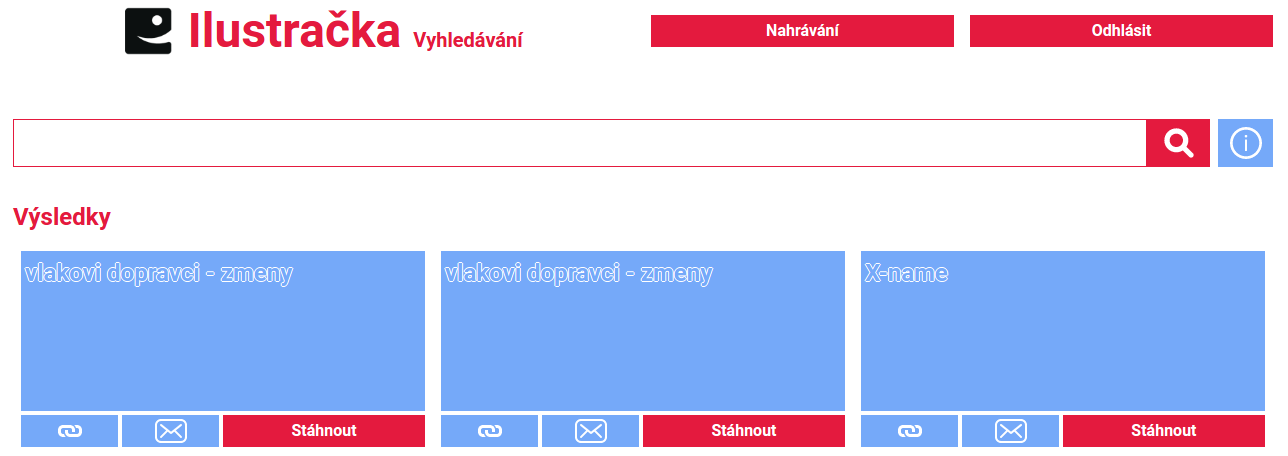 Ilustračka Vyhledávání
Nahrávání
Odhlásit
i
Výsledky
vlakovi dopravci - zmeny
vlakovi dopravci - zmeny
X-name
Stáhnout
Stáhnout
Stáhnout